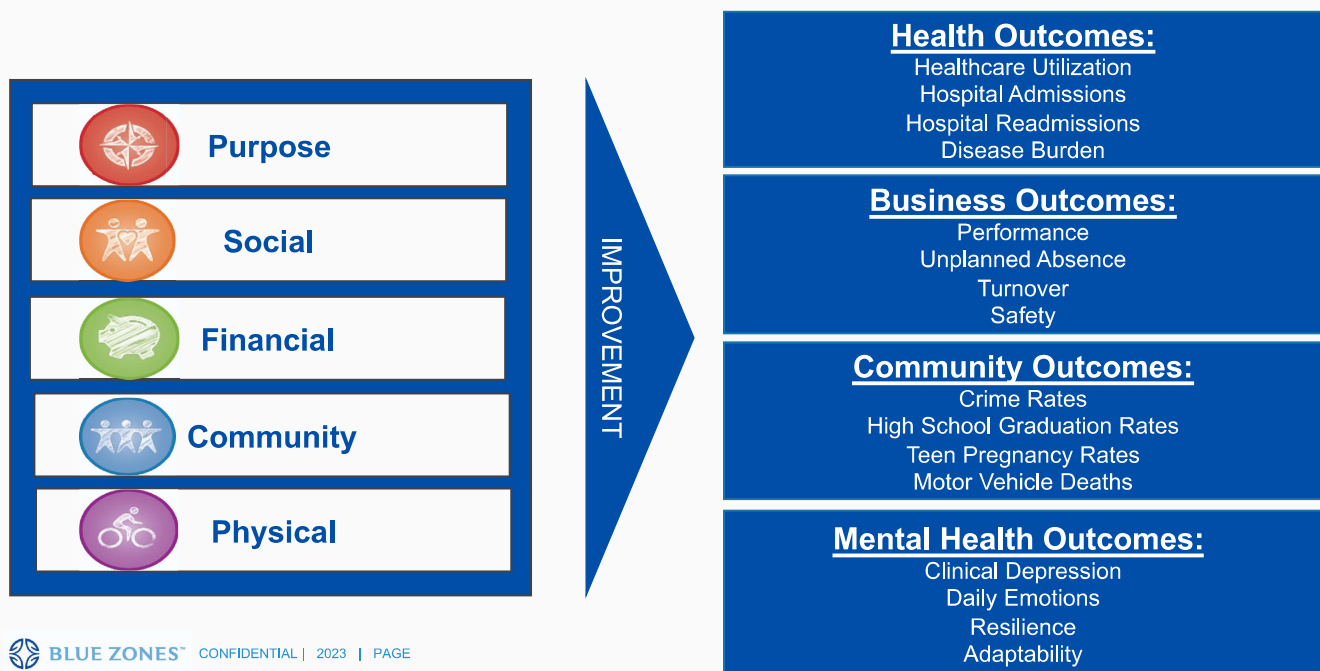 Purpose
Social
Financial
Community
Physical
IMPROVEMENT
Health Outcomes:
Healthcare Utilization
Hospital Admissions
Hospital Readmissions
Disease Burden
Business Outcomes:
Performance
Unplanned Absence
Turnover
Safety
Community Outcomes:
Crime Rates
High School Graduation Rates
Teen Pregnancy Rates
Motor Vehicle Deaths
Mental Health Outcomes:
Clinical Depression
Daily Emotions
Resilience
Adaptability
BLUE ZONES™ CONFIDENTIAL | 2023 | PAGE